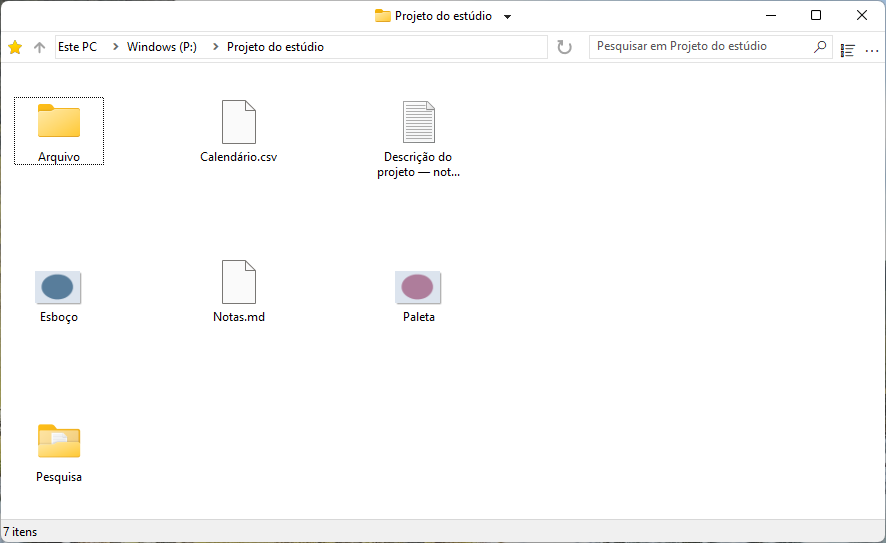 Projeto do estúdio
Este PC
Windows (P:)
Projeto do estúdio
Pesquisar em Projeto do estúdio
Arquivo
Calendário.csv
Descrição do
projeto — not...
Esboço
Notas.md
Paleta
Pesquisa
7 itens